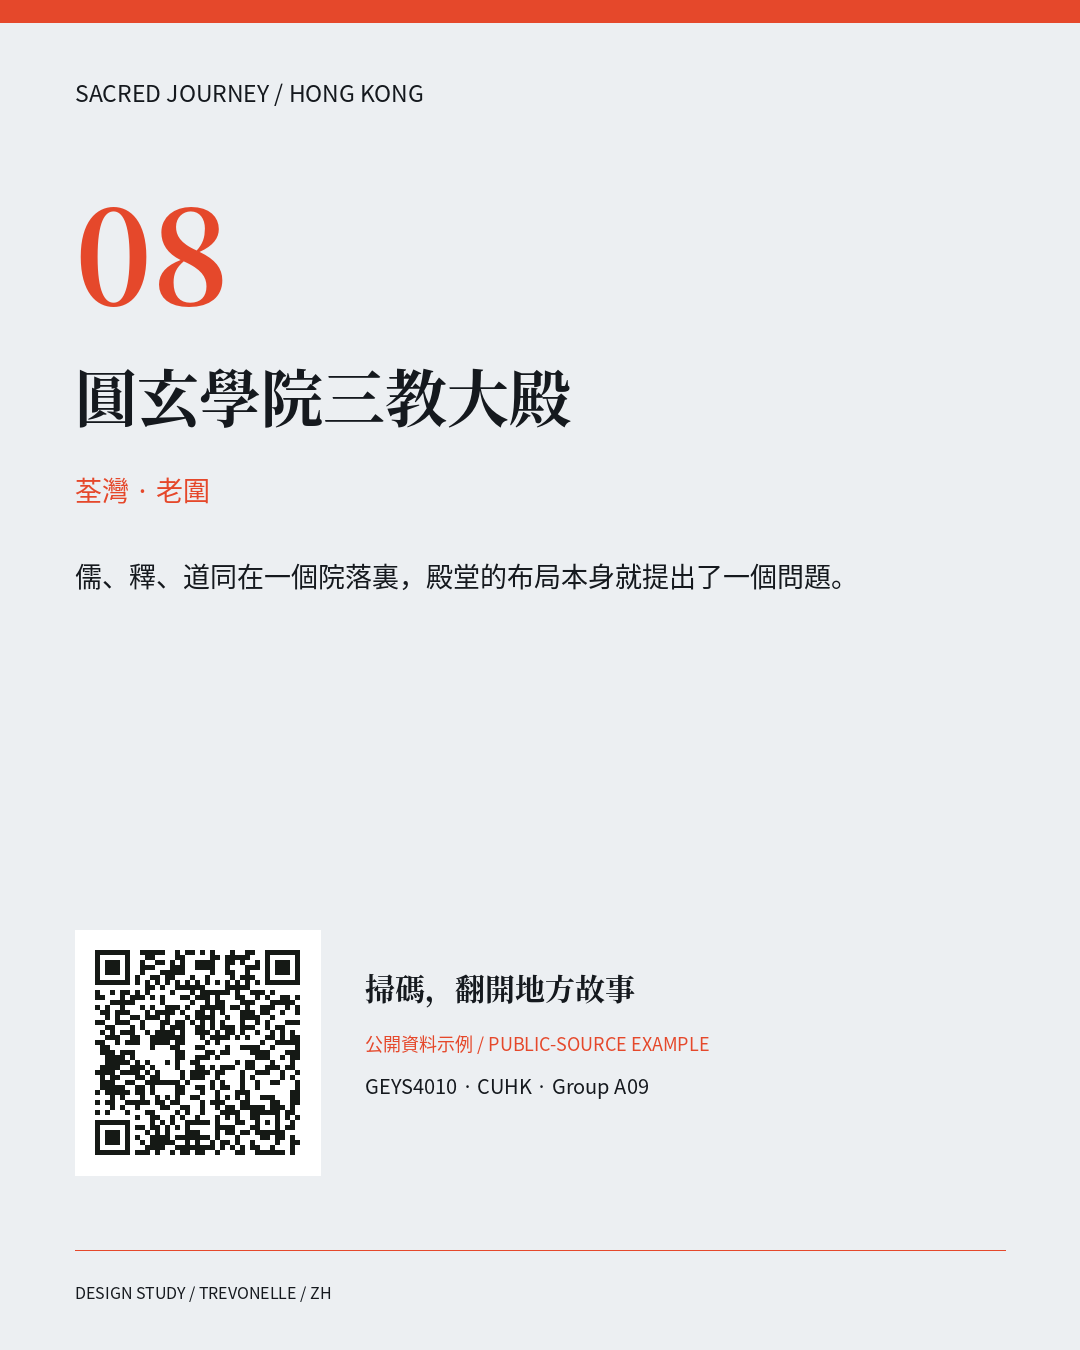 SACRED JOURNEY / HONG KONG
08
圓玄學院三教大殿
荃灣 · 老圍
儒、釋、道同在一個院落裏，殿堂的布局本身就提出了一個問題。
掃碼，翻開地方故事
公開資料示例 / PUBLIC-SOURCE EXAMPLE
GEYS4010 · CUHK · Group A09
DESIGN STUDY / TREVONELLE / ZH